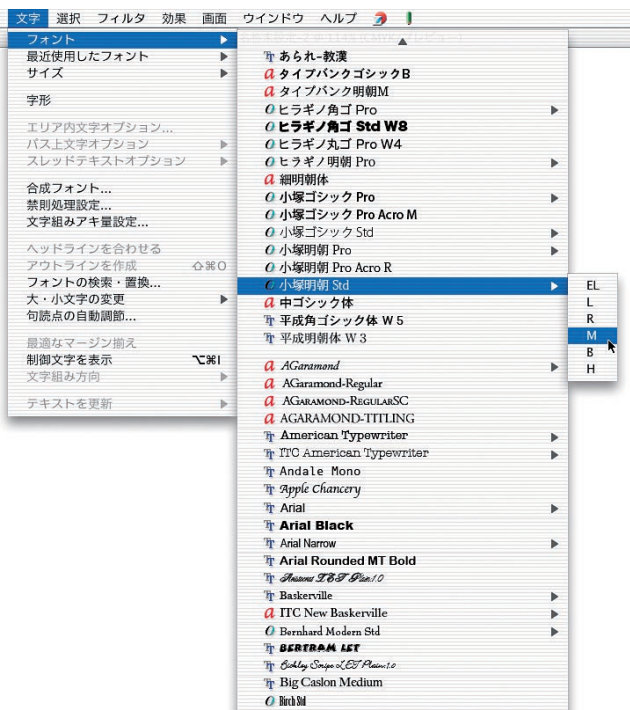 文字 選択 フィルタ 効果 画面 ウインドウ ヘルプ
フォント
最近使用したフォント
サイズ
字形
エリア内文字オプション...
パス上文字オプション
スレッドテキストオプション
合成フォント...
禁則処理設定...
文字組みアキ量設定...
ヘッドラインを合わせる
アウトラインを作成 ⇧⌘O
フォントの検索・置換...
大・小文字の変更
句読点の自動調節...
最適なマージン揃え
制御文字を表示 ⌥⌘I
文字組み方向
テキストを更新
あられ-教漢
タイプバンクゴシックB
タイプバンク明朝M
ヒラギノ角ゴ Pro
ヒラギノ角ゴ Std W8
ヒラギノ丸ゴ Pro W4
ヒラギノ明朝 Pro
細明朝体
小塚ゴシック Pro
小塚ゴシック Pro Acro M
小塚ゴシック Std
小塚明朝 Pro
小塚明朝 Pro Acro R
小塚明朝 Std
中ゴシック体
平成角ゴシック体 W 5
平成明朝体 W 3
AGaramond
AGaramond-Regular
AGaramond-RegularSC
AGARAMOND-TITLING
American Typewriter
ITC American Typewriter
Andale Mono
Apple Chancery
Arial
Arial Black
Arial Narrow
Arial Rounded MT Bold
Aristocrat LET Plain:1.0
Baskerville
ITC New Baskerville
Bernhard Modern Std
BERTRAM LET
Bickley Script LET Plain:1.0
Big Caslon Medium
Birch Std
EL
L
R
M
B
H